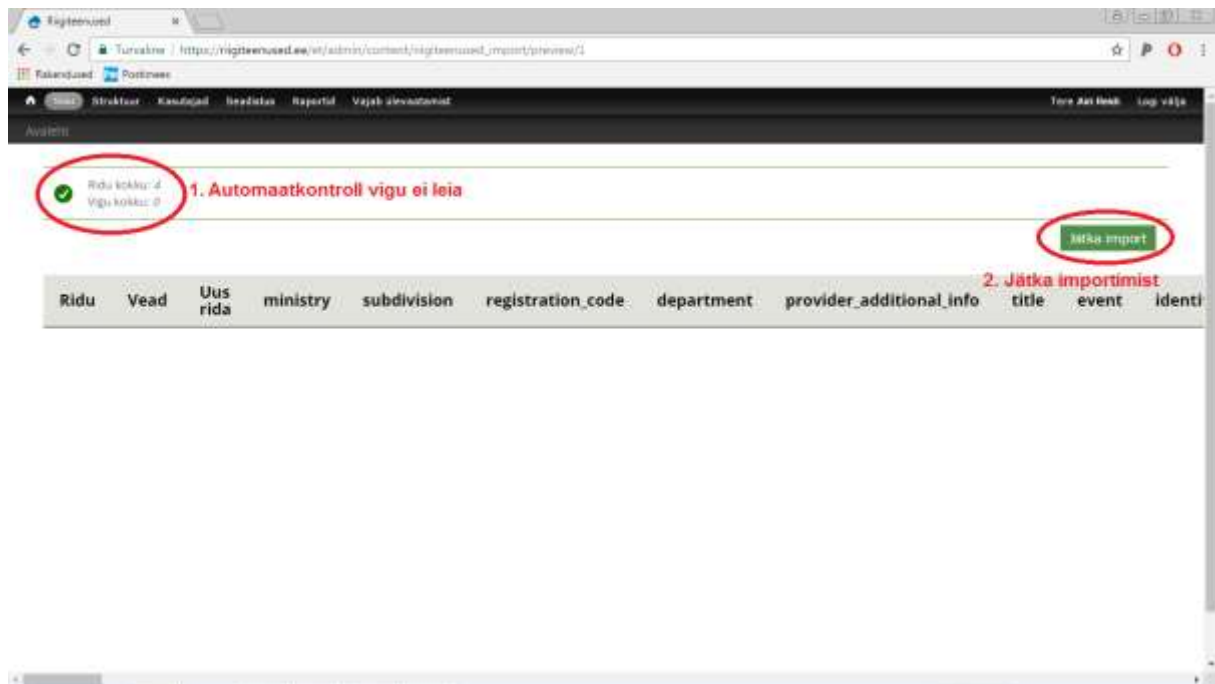 Riigiteenused
Turvaline | https://riigiteenused.ee/et/admin/content/riigiteenused_import/preview/1
Rakendused Postimees
Struktuur Kasutajad Seadistus Raportid Vajab ülevaatamist Tere Logi välja
Avaleht
Ridu kokku: 4
Vigu kokku: 0
1. Automaatkontroll vigu ei leia
Jätka import
2. Jätka importimist
Ridu Vead Uus rida ministry subdivision registration_code department provider_additional_info title event identi